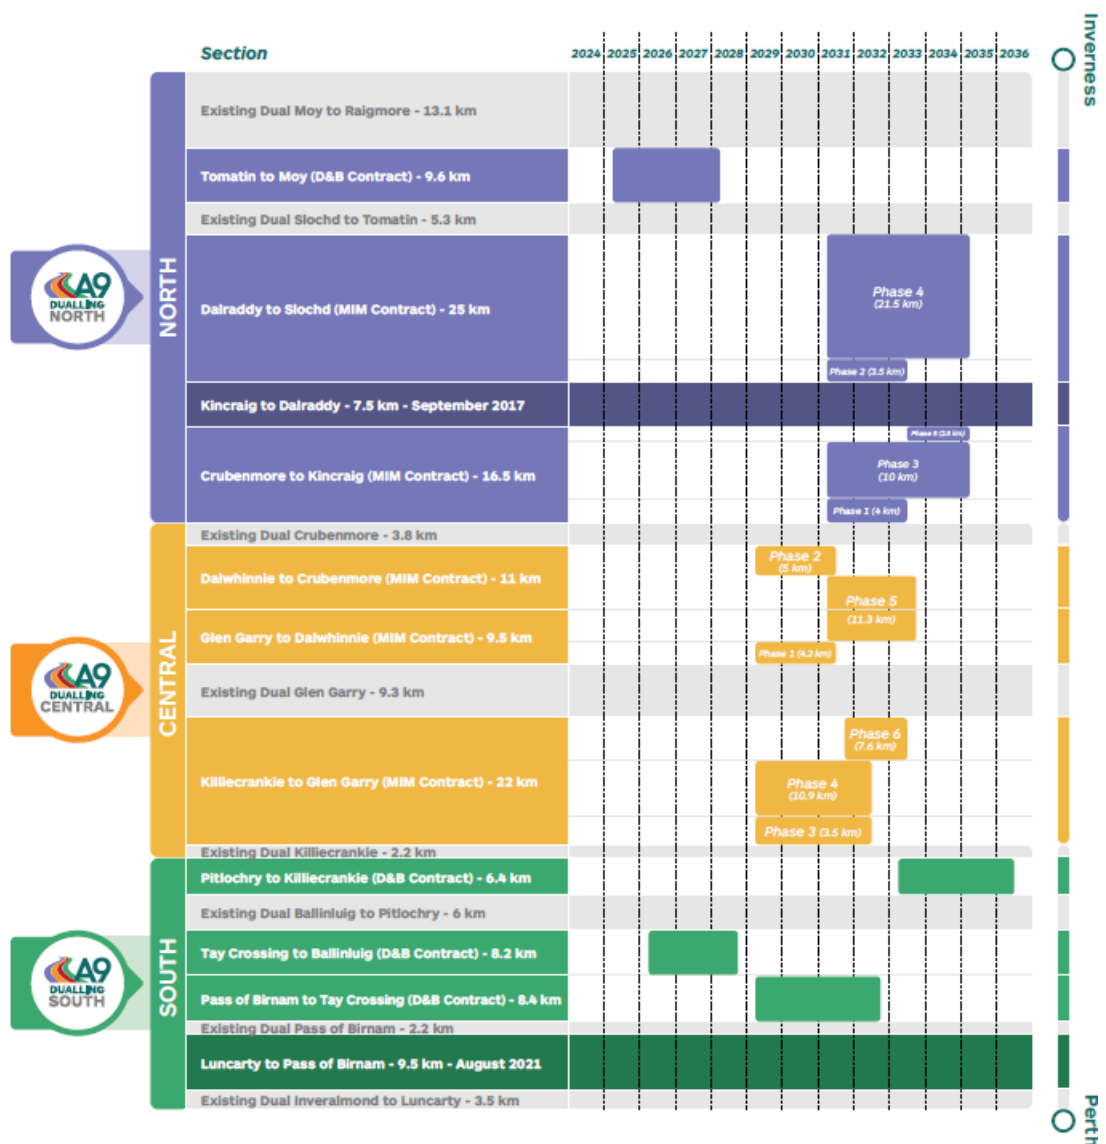 Section
2024 2025 2026 2027 2028 2029 2030 2031 2032 2033 2034 2035 2036
Inverness
Existing Dual Moy to Raigmore - 13.1 km
Tomatin to Moy (D&B Contract) - 9.6 km
Existing Dual Slochd to Tomatin - 5.3 km
A9
DUALLING
NORTH
NORTH
Dalraddy to Slochd (MIM Contract) - 25 km
Phase 4
(21.5 km)
Phase 2 (3.5 km)
Kincraig to Dalraddy - 7.5 km - September 2017
Crubenmore to Kincraig (MIM Contract) - 16.5 km
Phase 3
(10 km)
Phase 1 (4 km)
Existing Dual Crubenmore - 3.8 km
Dalwhinnie to Crubenmore (MIM Contract) - 11 km
Phase 2
(5 km)
Phase 5
(11.3 km)
Glen Garry to Dalwhinnie (MIM Contract) - 9.5 km
Phase 1 (4.2 km)
A9
DUALLING
CENTRAL
CENTRAL
Existing Dual Glen Garry - 9.3 km
Killiecrankie to Glen Garry (MIM Contract) - 22 km
Phase 6
(7.6 km)
Phase 4
(10.9 km)
Phase 3 (3.5 km)
Existing Dual Killiecrankie - 2.2 km
Pitlochry to Killiecrankie (D&B Contract) - 6.4 km
Existing Dual Ballinluig to Pitlochry - 6 km
A9
DUALLING
SOUTH
SOUTH
Tay Crossing to Ballinluig (D&B Contract) - 8.2 km
Pass of Birnam to Tay Crossing (D&B Contract) - 8.4 km
Existing Dual Pass of Birnam - 2.2 km
Luncarty to Pass of Birnam - 9.5 km - August 2021
Existing Dual Inveralmond to Luncarty - 3.5 km
Perth